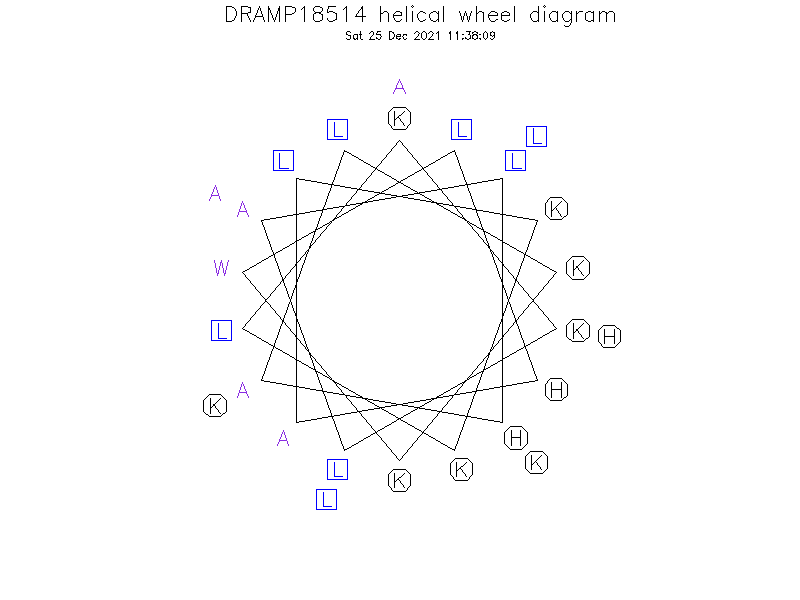 DRAMP18514 helical wheel diagram
Sat 25 Dec 2021 11:38:09
A
K
L L L
L L
A A K
W K
L K H
A H
K
A H K
L K K
L